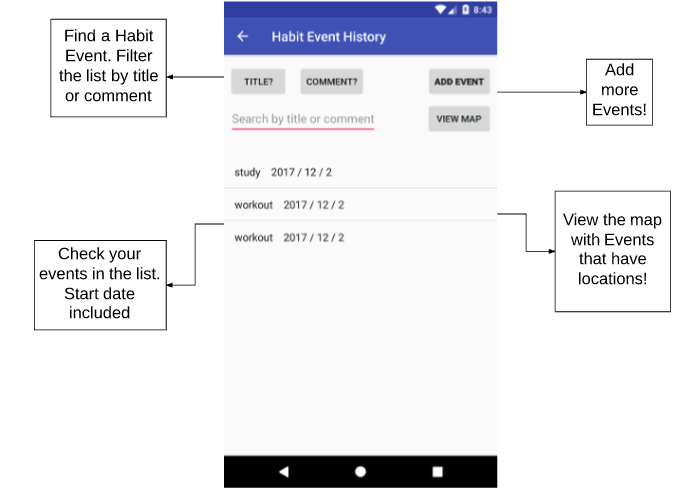 8:43
Habit Event History
Find a Habit
Event. Filter
the list by title
or comment
TITLE? COMMENT? ADD EVENT
Search by title or comment VIEW MAP
Add
more
Events!
study 2017 / 12 / 2
workout 2017 / 12 / 2
workout 2017 / 12 / 2
Check your
events in the list.
Start date
included
View the map
with Events
that have
locations!